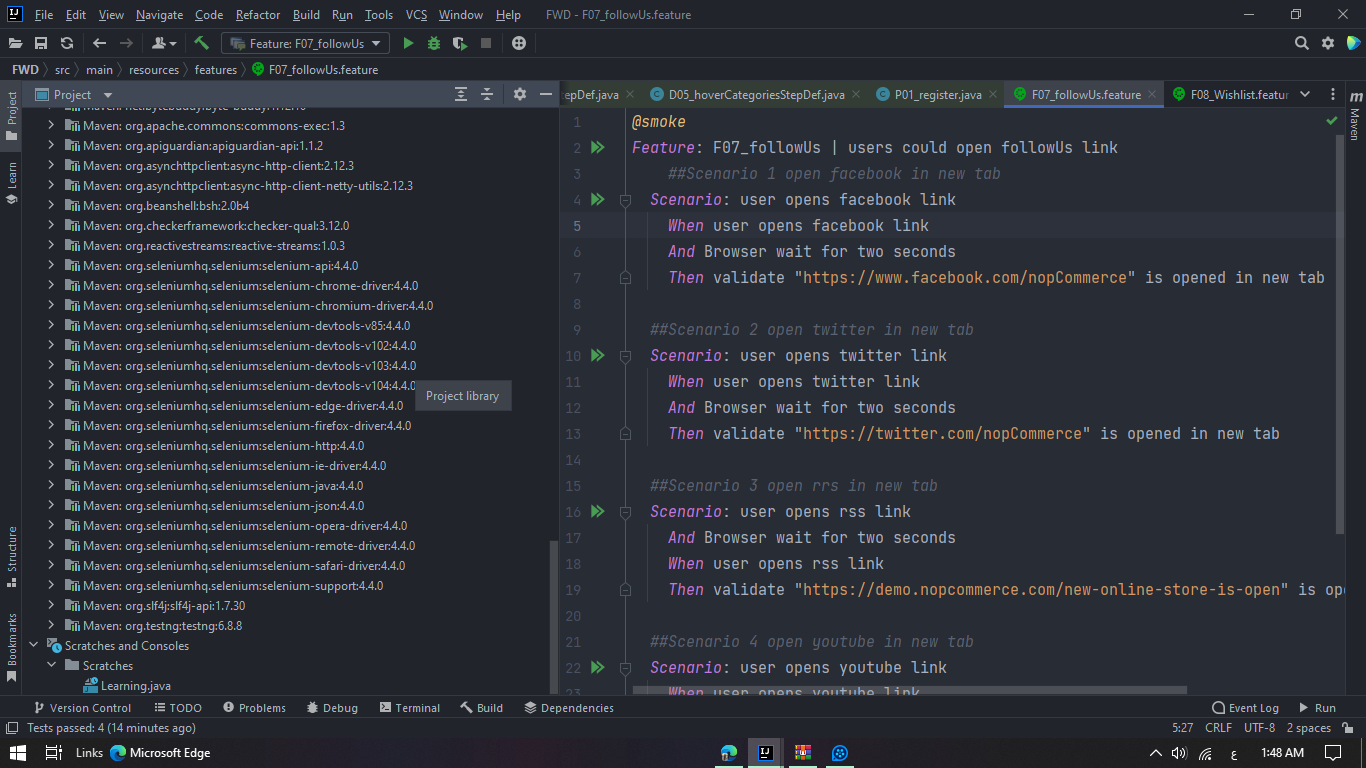 File Edit View Navigate Code Refactor Build Run Tools VCS Window Help FWD - F07_followUs.feature
Feature: F07_followUs
FWD src main resources features F07_followUs.feature
Project
epDef.java D05_hoverCategoriesStepDef.java P01_register.java F07_followUs.feature F08_Wishlist.featur
Project
Learn
Structure
Bookmarks
Maven: org.apache.commons:commons-exec:1.3
Maven: org.apiguardian:apiguardian-api:1.1.2
Maven: org.asynchttpclient:async-http-client:2.12.3
Maven: org.asynchttpclient:async-http-client-netty-utils:2.12.3
Maven: org.beanshell:bsh:2.0b4
Maven: org.checkerframework:checker-qual:3.12.0
Maven: org.reactivestreams:reactive-streams:1.0.3
Maven: org.seleniumhq.selenium:selenium-api:4.4.0
Maven: org.seleniumhq.selenium:selenium-chrome-driver:4.4.0
Maven: org.seleniumhq.selenium:selenium-chromium-driver:4.4.0
Maven: org.seleniumhq.selenium:selenium-devtools-v85:4.4.0
Maven: org.seleniumhq.selenium:selenium-devtools-v102:4.4.0
Maven: org.seleniumhq.selenium:selenium-devtools-v103:4.4.0
Maven: org.seleniumhq.selenium:selenium-devtools-v104:4.4.0
Project library
Maven: org.seleniumhq.selenium:selenium-edge-driver:4.4.0
Maven: org.seleniumhq.selenium:selenium-firefox-driver:4.4.0
Maven: org.seleniumhq.selenium:selenium-http:4.4.0
Maven: org.seleniumhq.selenium:selenium-ie-driver:4.4.0
Maven: org.seleniumhq.selenium:selenium-java:4.4.0
Maven: org.seleniumhq.selenium:selenium-json:4.4.0
Maven: org.seleniumhq.selenium:selenium-opera-driver:4.4.0
Maven: org.seleniumhq.selenium:selenium-remote-driver:4.4.0
Maven: org.seleniumhq.selenium:selenium-safari-driver:4.4.0
Maven: org.seleniumhq.selenium:selenium-support:4.4.0
Maven: org.slf4j:slf4j-api:1.7.30
Maven: org.testng:testng:6.8.8
Scratches and Consoles
Scratches
Learning.java
1 @smoke
2 Feature: F07_followUs | users could open followUs link
3 ##Scenario 1 open facebook in new tab
4 Scenario: user opens facebook link
5 When user opens facebook link
6 And Browser wait for two seconds
7 Then validate "https://www.facebook.com/nopCommerce" is opened in new tab
8
9 ##Scenario 2 open twitter in new tab
10 Scenario: user opens twitter link
11 When user opens twitter link
12 And Browser wait for two seconds
13 Then validate "https://twitter.com/nopCommerce" is opened in new tab
14
15 ##Scenario 3 open rrs in new tab
16 Scenario: user opens rss link
17 And Browser wait for two seconds
18 When user opens rss link
19 Then validate "https://demo.nopcommerce.com/new-online-store-is-open" is ope
20
21 ##Scenario 4 open youtube in new tab
22 Scenario: user opens youtube link
23 When user opens youtube link
m Maven
Version Control TODO Problems Debug Terminal Build Dependencies Event Log Run
Tests passed: 4 (14 minutes ago) 5:27 CRLF UTF-8 2 spaces
Links Microsoft Edge ع 1:48 AM